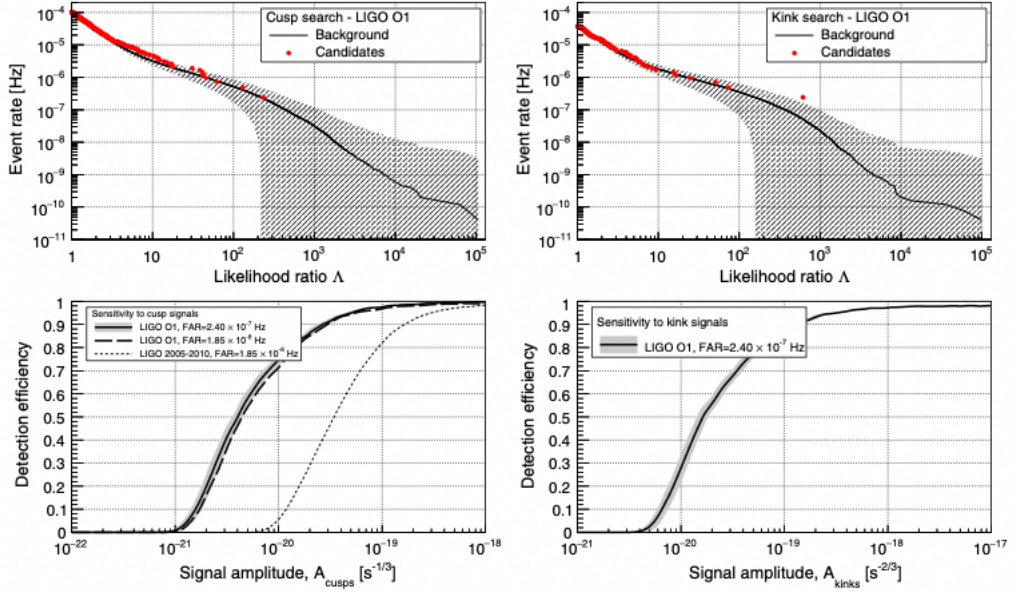 Cusp search - LIGO O1
Background
Candidates
Event rate [Hz]
10⁻⁴
10⁻⁵
10⁻⁶
10⁻⁷
10⁻⁸
10⁻⁹
10⁻¹⁰
10⁻¹¹
1 10 10² 10³ 10⁴ 10⁵
Likelihood ratio Λ
Kink search - LIGO O1
Background
Candidates
Event rate [Hz]
10⁻⁴
10⁻⁵
10⁻⁶
10⁻⁷
10⁻⁸
10⁻⁹
10⁻¹⁰
10⁻¹¹
1 10 10² 10³ 10⁴ 10⁵
Likelihood ratio Λ
Sensitivity to cusp signals
LIGO O1, FAR=2.40 × 10⁻⁷ Hz
LIGO O1, FAR=1.85 × 10⁻⁸ Hz
LIGO 2005-2010, FAR=1.85 × 10⁻⁸ Hz
Detection efficiency
1
0.9
0.8
0.7
0.6
0.5
0.4
0.3
0.2
0.1
0
10⁻²² 10⁻²¹ 10⁻²⁰ 10⁻¹⁹ 10⁻¹⁸
Signal amplitude, A_cusps [s⁻¹/³]
Sensitivity to kink signals
LIGO O1, FAR=2.40 × 10⁻⁷ Hz
Detection efficiency
1
0.9
0.8
0.7
0.6
0.5
0.4
0.3
0.2
0.1
0
10⁻²¹ 10⁻²⁰ 10⁻¹⁹ 10⁻¹⁸ 10⁻¹⁷
Signal amplitude, A_kinks [s⁻²/³]